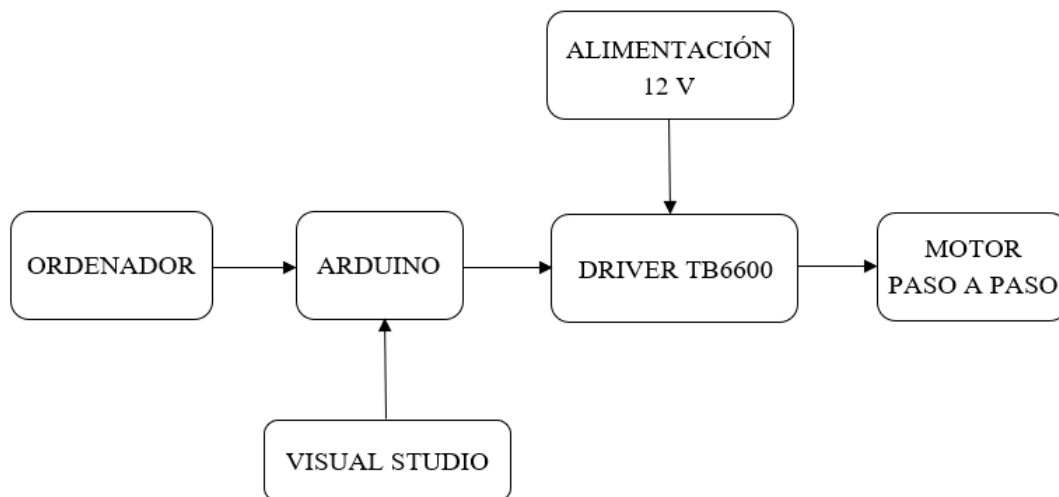 ALIMENTACIÓN
12 V
ORDENADOR
ARDUINO
DRIVER TB6600
MOTOR
PASO A PASO
VISUAL STUDIO